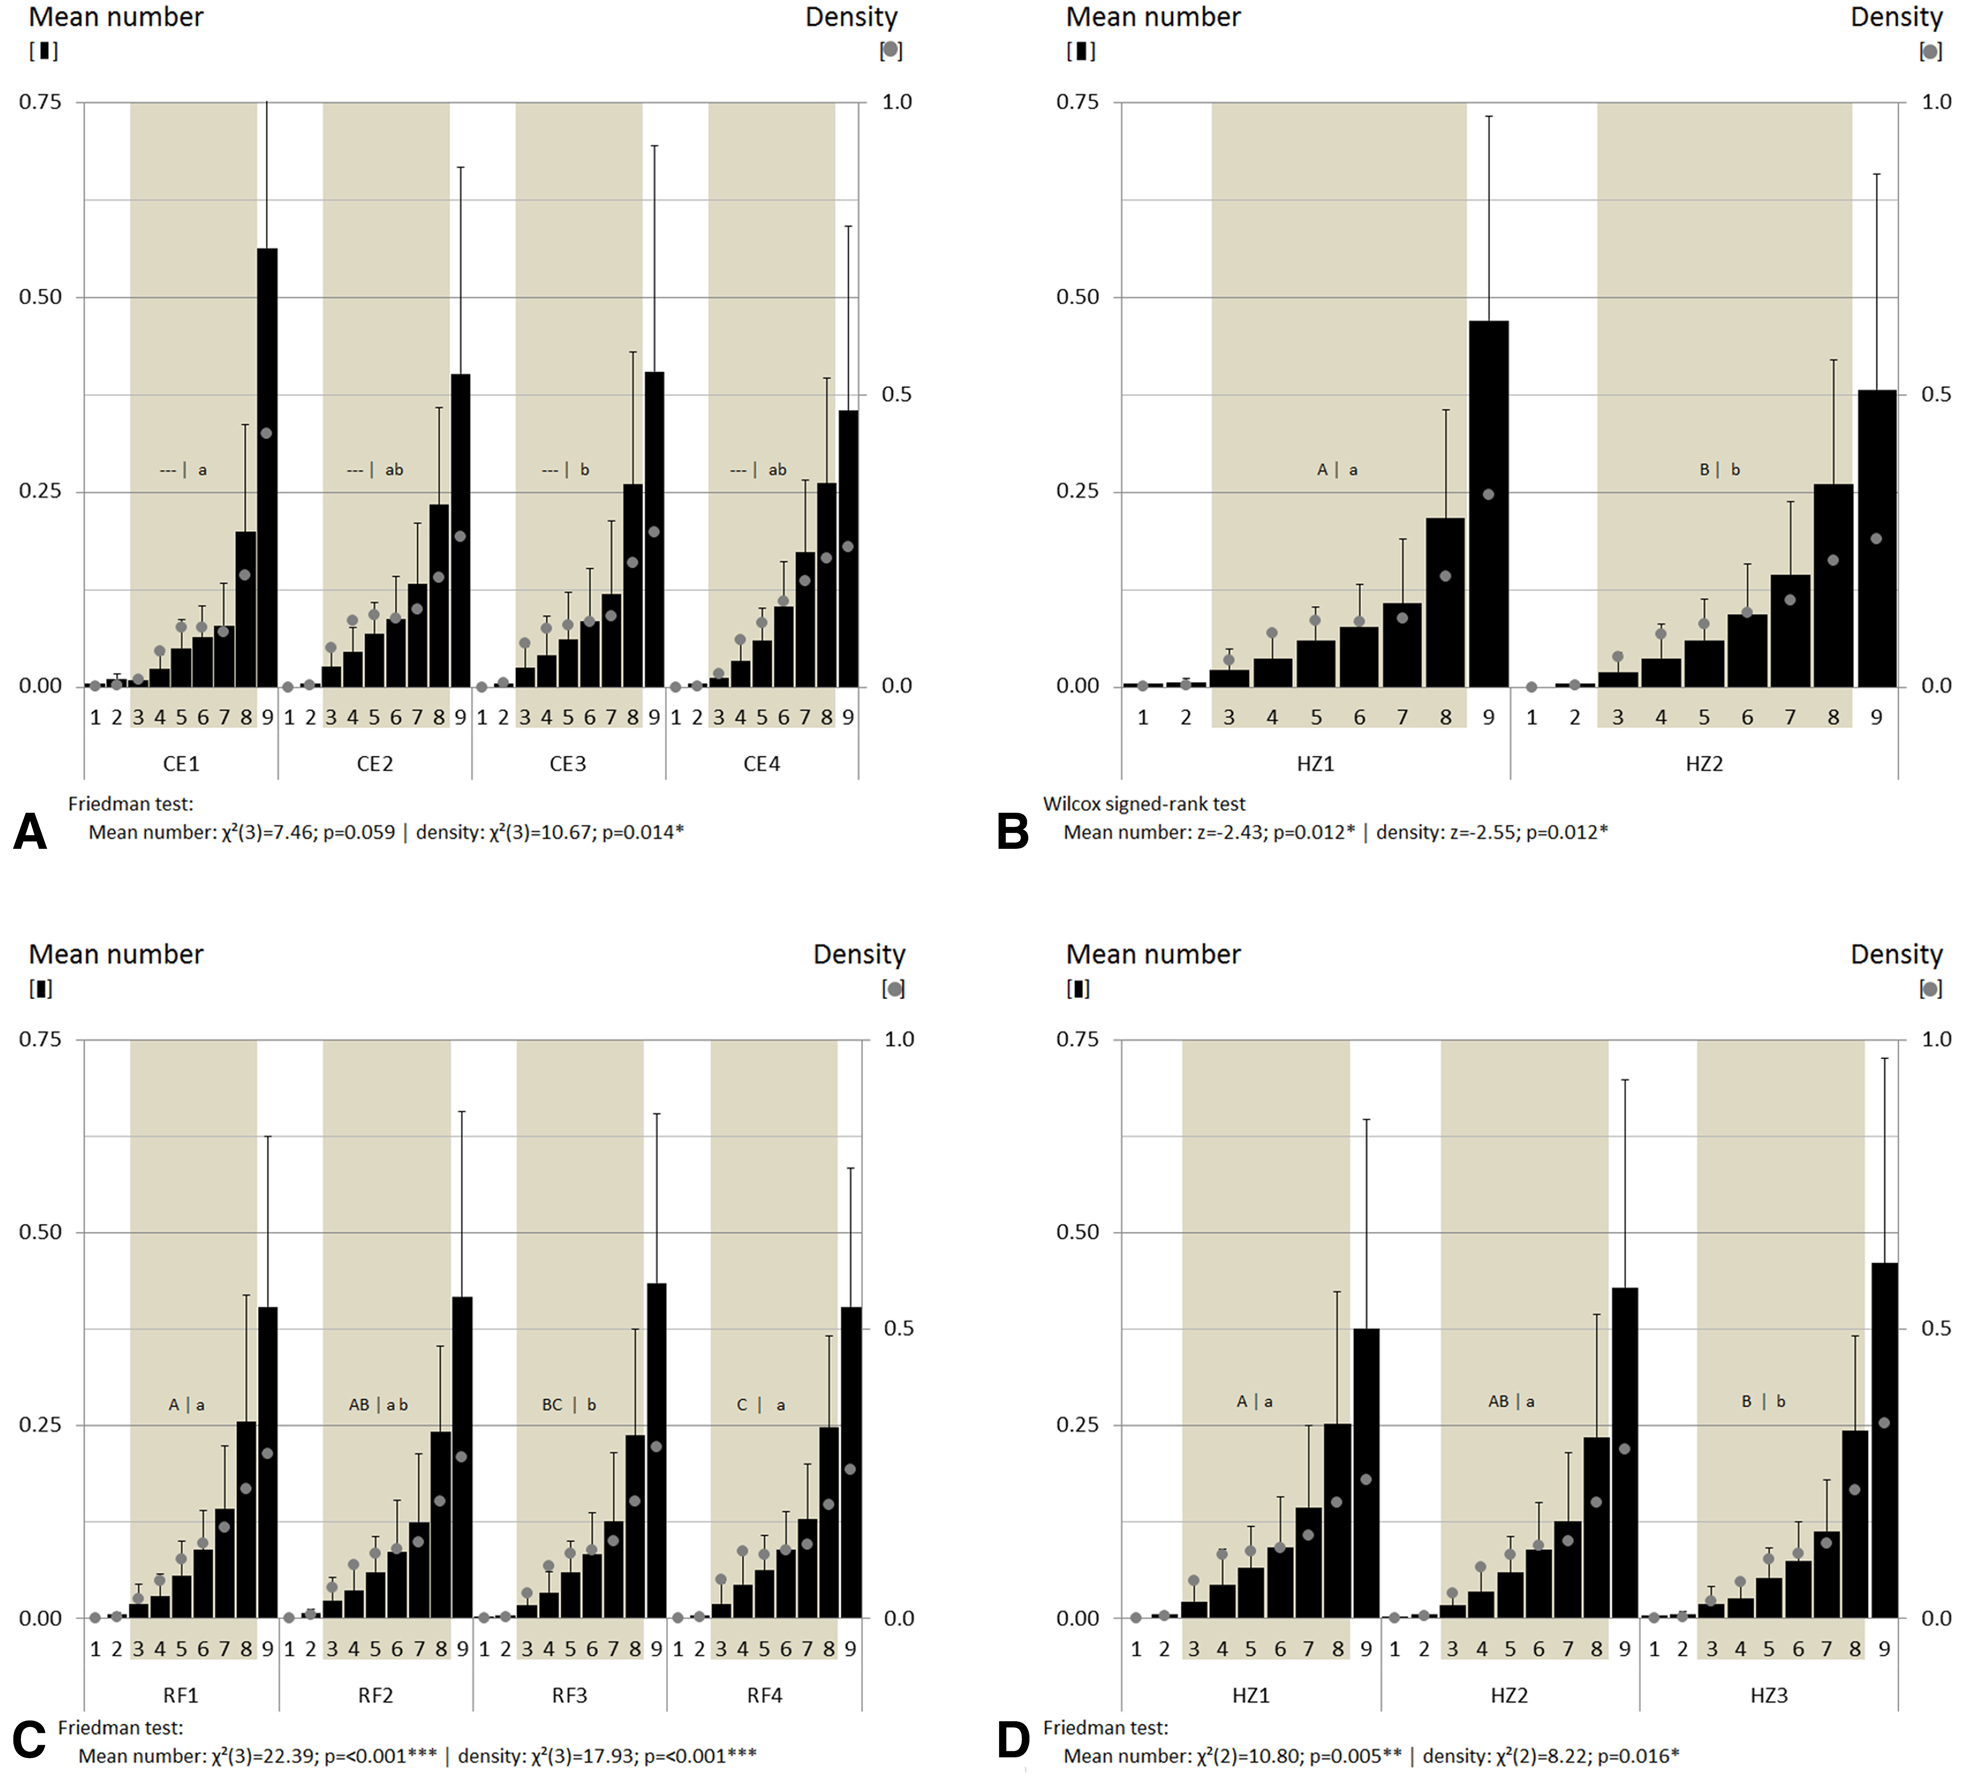 Mean number Density
[▮] [●]
0.75 1.0
0.50
0.5
--- | a --- | ab --- | b --- | ab
0.25
0.00 0.0
1 2 3 4 5 6 7 8 9 1 2 3 4 5 6 7 8 9 1 2 3 4 5 6 7 8 9 1 2 3 4 5 6 7 8 9
CE1 CE2 CE3 CE4
Friedman test:
A Mean number: χ²(3)=7.46; p=0.059 | density: χ²(3)=10.67; p=0.014*
Mean number Density
[▮] [●]
0.75 1.0
0.50
0.5
A | a B | b
0.25
0.00 0.0
1 2 3 4 5 6 7 8 9 1 2 3 4 5 6 7 8 9
HZ1 HZ2
Wilcox signed-rank test
B Mean number: z=-2.43; p=0.012* | density: z=-2.55; p=0.012*
Mean number Density
[▮] [●]
0.75 1.0
0.50
0.5
A | a AB | a b BC | b C | a
0.25
0.00 0.0
1 2 3 4 5 6 7 8 9 1 2 3 4 5 6 7 8 9 1 2 3 4 5 6 7 8 9 1 2 3 4 5 6 7 8 9
RF1 RF2 RF3 RF4
C Friedman test:
Mean number: χ²(3)=22.39; p=<0.001*** | density: χ²(3)=17.93; p=<0.001***
Mean number Density
[▮] [●]
0.75 1.0
0.50
0.5
A | a AB | a B | b
0.25
0.00 0.0
1 2 3 4 5 6 7 8 9 1 2 3 4 5 6 7 8 9 1 2 3 4 5 6 7 8 9
HZ1 HZ2 HZ3
D Friedman test:
Mean number: χ²(2)=10.80; p=0.005** | density: χ²(2)=8.22; p=0.016*